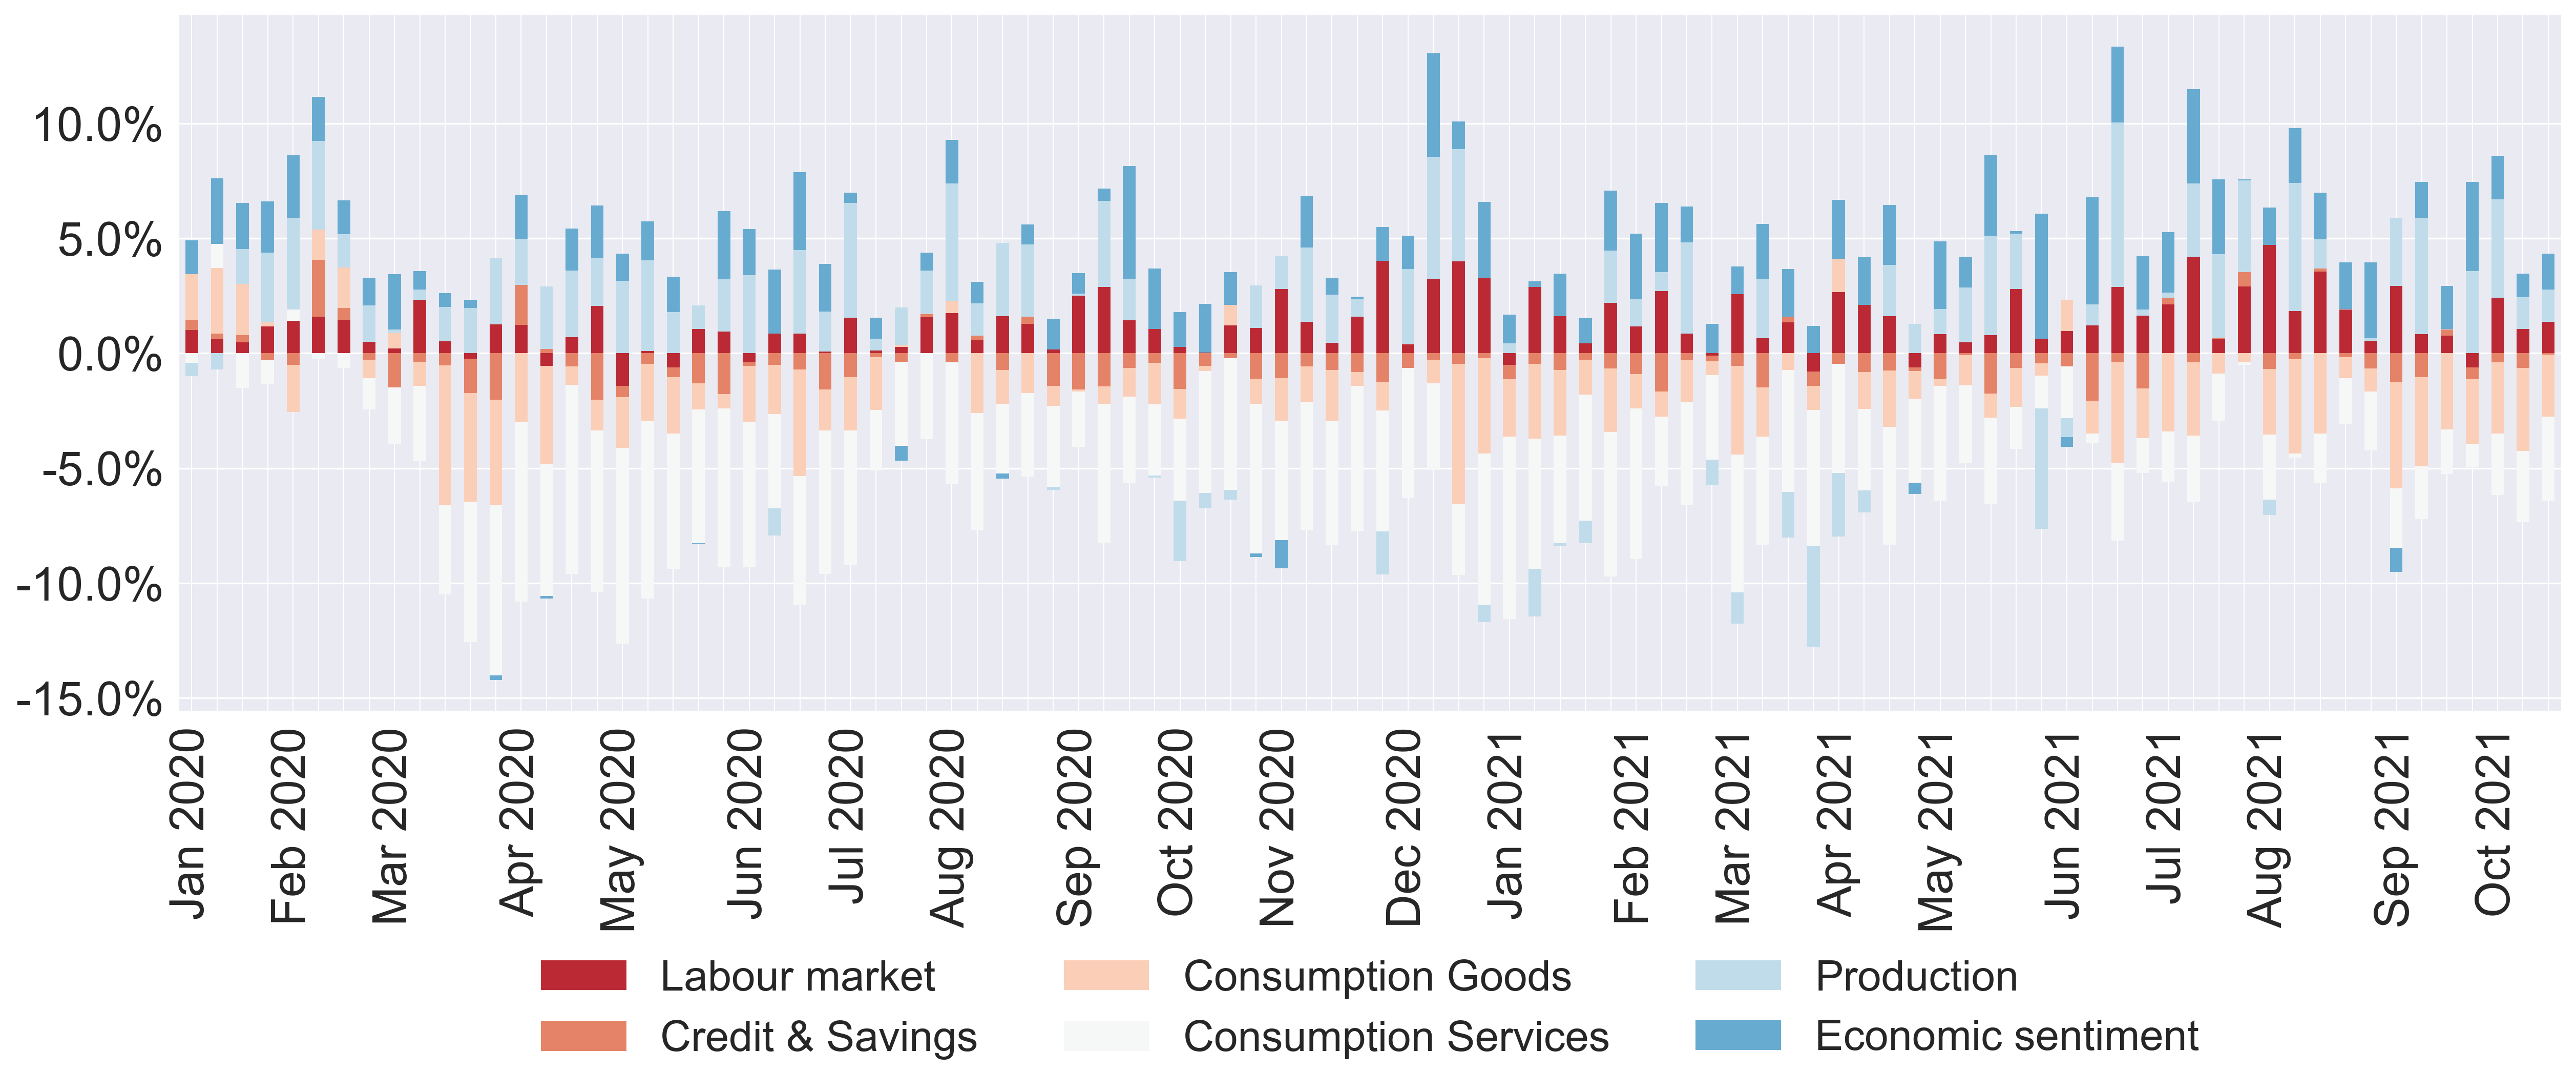 10.0%
5.0%
0.0%
-5.0%
-10.0%
-15.0%
Jan 2020
Feb 2020
Mar 2020
Apr 2020
May 2020
Jun 2020
Jul 2020
Aug 2020
Sep 2020
Oct 2020
Nov 2020
Dec 2020
Jan 2021
Feb 2021
Mar 2021
Apr 2021
May 2021
Jun 2021
Jul 2021
Aug 2021
Sep 2021
Oct 2021
Labour market
Consumption Goods
Production
Credit & Savings
Consumption Services
Economic sentiment